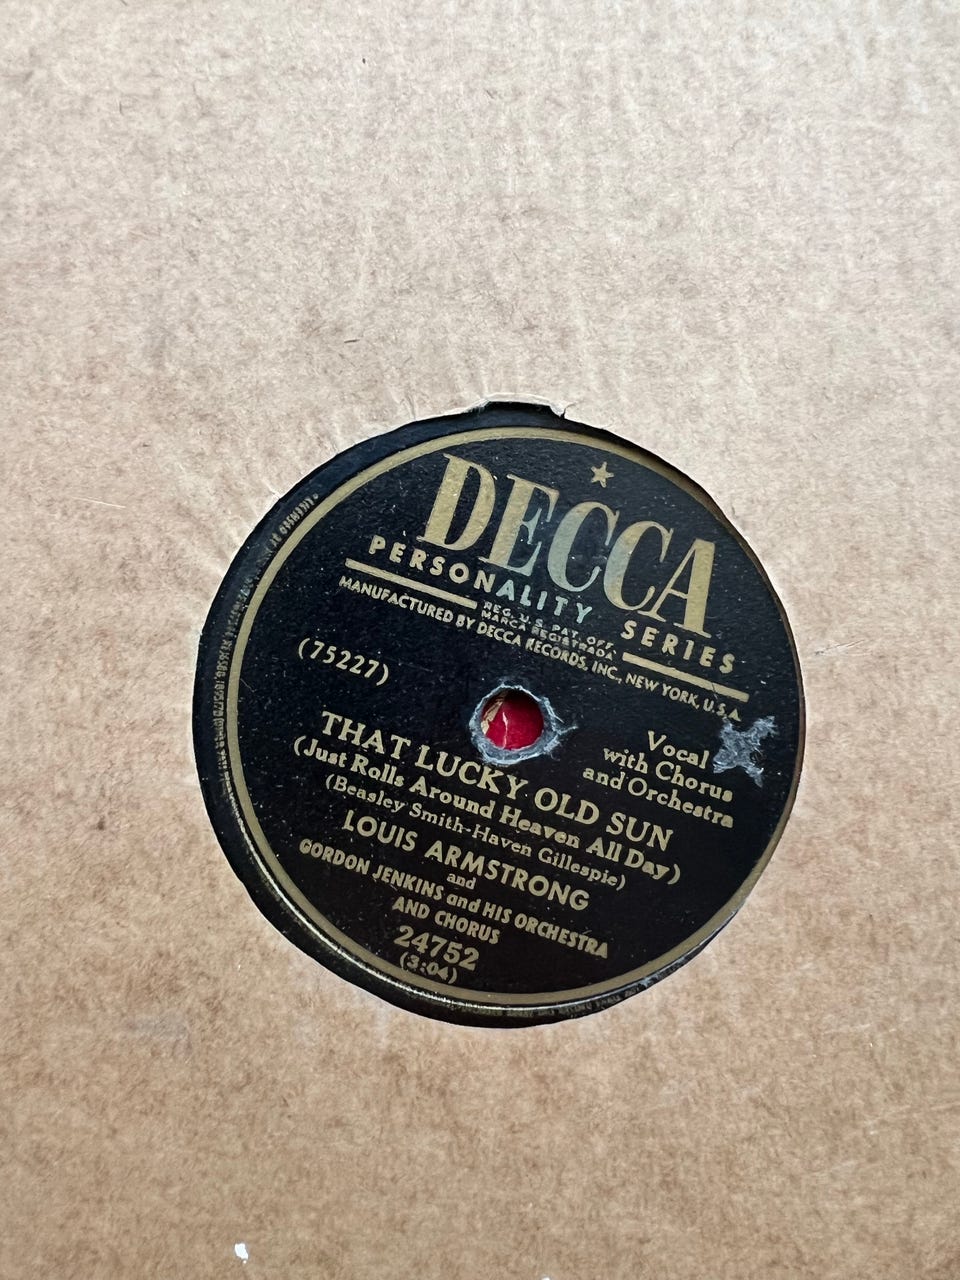 DECCA
PERSONALITY SERIES
REG. U.S. PAT. OFF.
MARCA REGISTRADA
MANUFACTURED BY DECCA RECORDS, INC., NEW YORK, U.S.A.
(75227)
Vocal
with Chorus
and Orchestra
THAT LUCKY OLD SUN
(Just Rolls Around Heaven All Day)
(Beasley Smith-Haven Gillespie)
LOUIS ARMSTRONG
and
GORDON JENKINS and HIS ORCHESTRA
AND CHORUS
24752
(3:04)